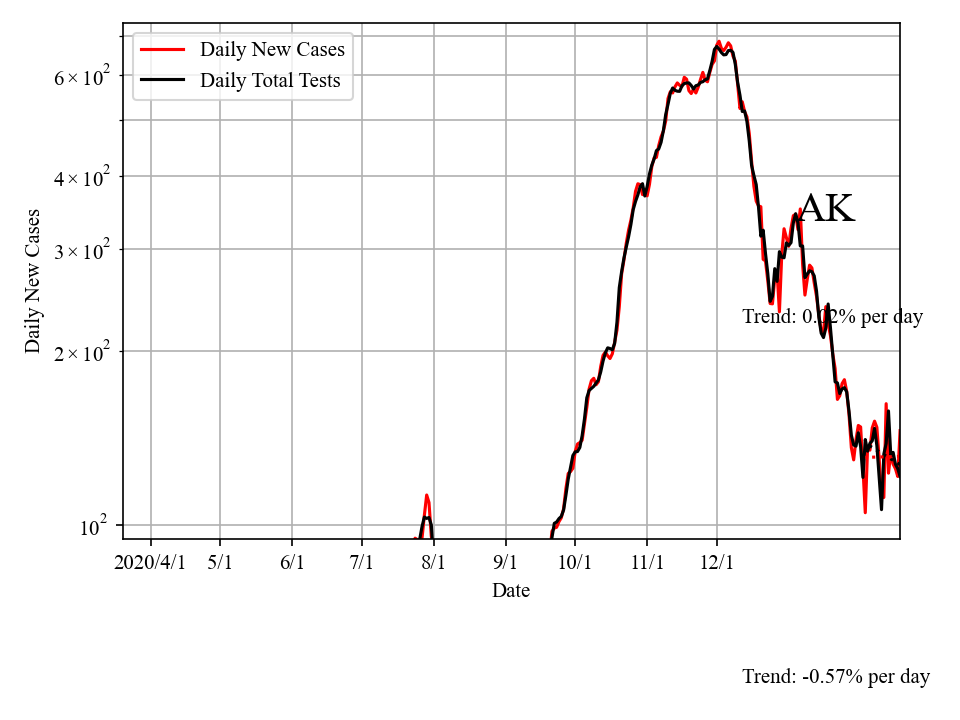 Daily New Cases
Daily Total Tests
6 × 10²
4 × 10²
3 × 10²
2 × 10²
10²
Daily New Cases
AK
Trend: 0.02% per day
2020/4/1 5/1 6/1 7/1 8/1 9/1 10/1 11/1 12/1
Date
Trend: -0.57% per day